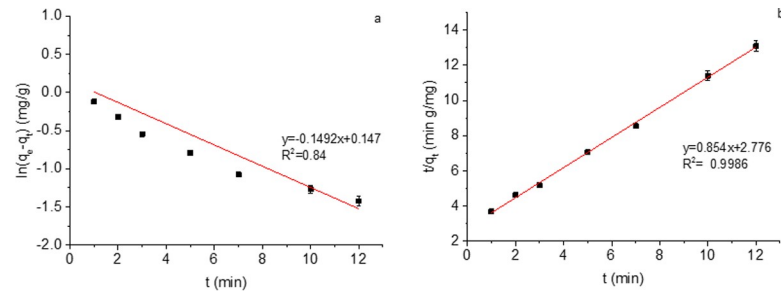 a
1.0
0.5
0.0
-0.5
-1.0
-1.5
-2.0
ln(qe-qt) (mg/g)
y=-0.1492x+0.147
R2=0.84
0 2 4 6 8 10 12
t (min)
b
14
12
10
8
6
4
2
t/qt (min g/mg)
y=0.854x+2.776
R2= 0.9986
0 2 4 6 8 10 12
t (min)